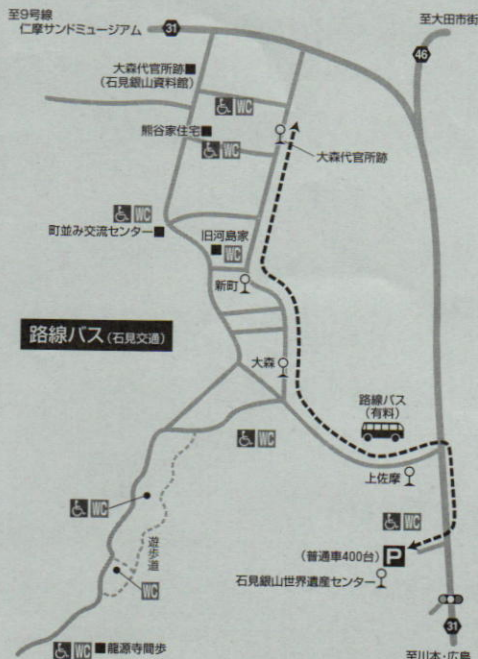 至9号線
仁摩サンドミュージアム
31
至大田市街
46
大森代官所跡
(石見銀山資料館)
WC
熊谷家住宅
WC
大森代官所跡
WC
町並み交流センター
旧河島家
WC
新町
路線バス(石見交通)
大森
路線バス
(有料)
WC
上佐摩
WC
WC
遊歩道
(普通車400台)
P
WC
石見銀山世界遺産センター
31
WC
龍源寺間歩
至川本・広島